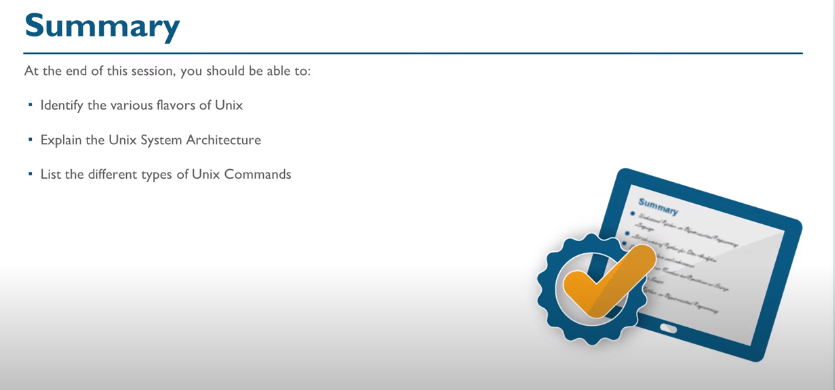 Summary
At the end of this session, you should be able to:
▪ Identify the various flavors of Unix
▪ Explain the Unix System Architecture
▪ List the different types of Unix Commands
Summary